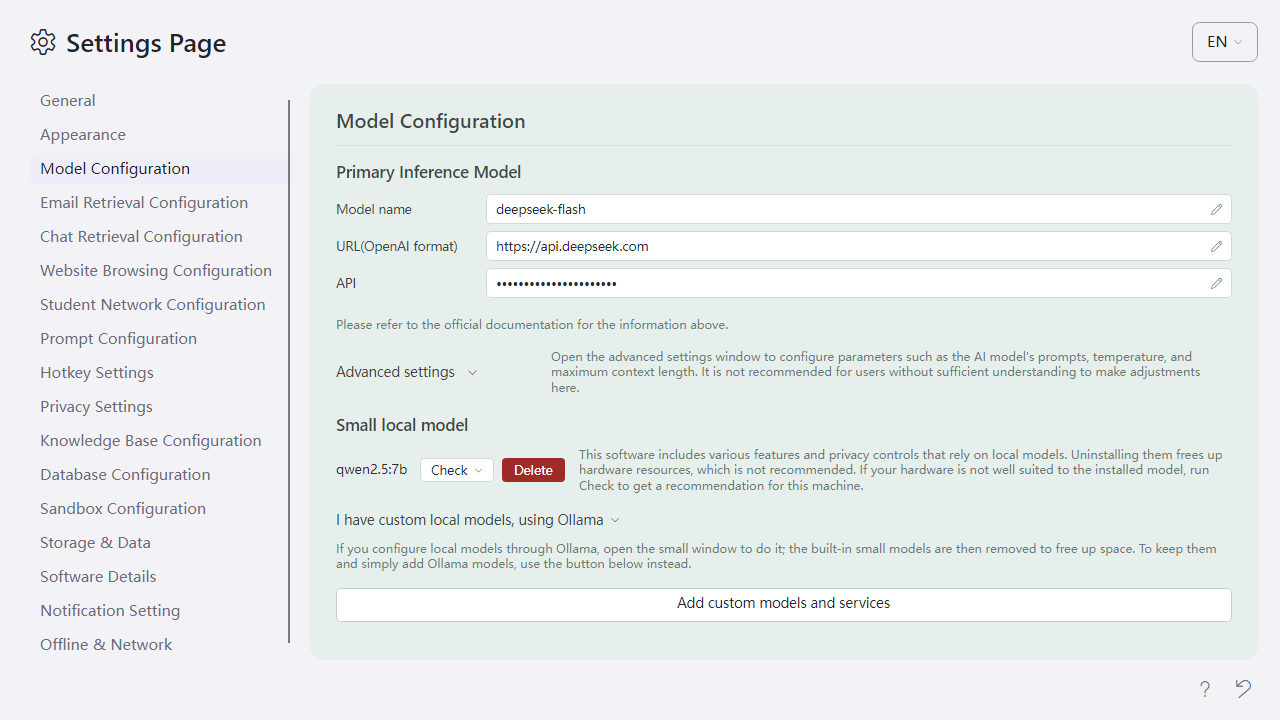 Settings Page
EN
General
Appearance
Model Configuration
Email Retrieval Configuration
Chat Retrieval Configuration
Website Browsing Configuration
Student Network Configuration
Prompt Configuration
Hotkey Settings
Privacy Settings
Knowledge Base Configuration
Database Configuration
Sandbox Configuration
Storage & Data
Software Details
Notification Setting
Offline & Network
Model Configuration
Primary Inference Model
Model name
deepseek-flash
URL(OpenAI format)
https://api.deepseek.com
API
••••••••••••••••••••••
Please refer to the official documentation for the information above.
Advanced settings
Open the advanced settings window to configure parameters such as the AI model's prompts, temperature, and
maximum context length. It is not recommended for users without sufficient understanding to make adjustments
here.
Small local model
qwen2.5:7b
Check
Delete
This software includes various features and privacy controls that rely on local models. Uninstalling them frees up
hardware resources, which is not recommended. If your hardware is not well suited to the installed model, run
Check to get a recommendation for this machine.
I have custom local models, using Ollama
If you configure local models through Ollama, open the small window to do it; the built-in small models are then removed to free up space. To keep them
and simply add Ollama models, use the button below instead.
Add custom models and services
?